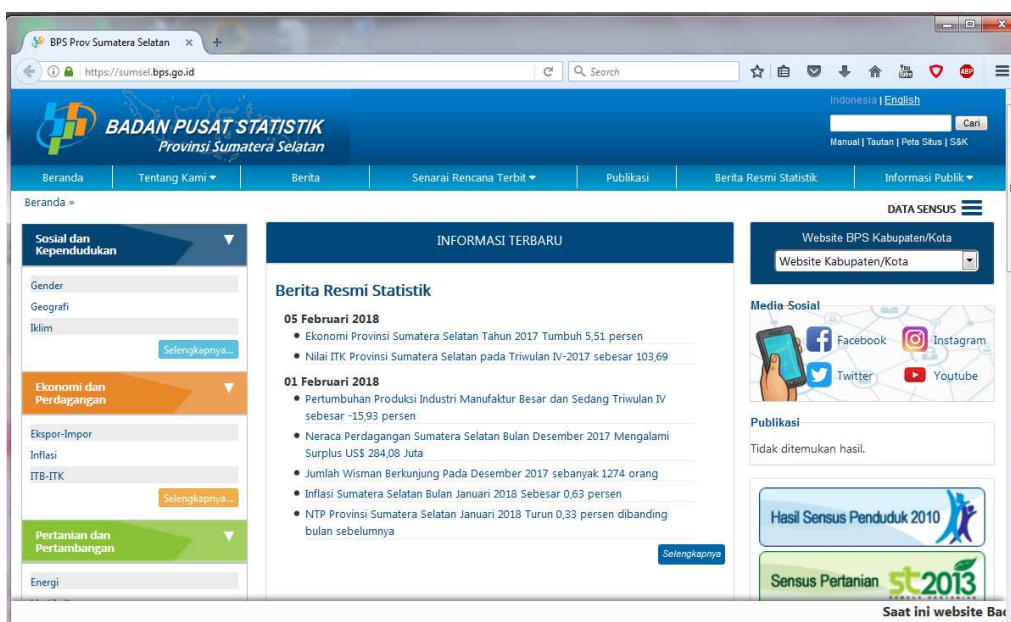 BPS Prov Sumatera Selatan
https://sumsel.bps.go.id
Search
You Tube
ABP
Indonesia | English
BADAN PUSAT STATISTIK
Provinsi Sumatera Selatan
Cari
Manual | Tautan | Peta Situs | S&K
Beranda Tentang Kami Berita Senarai Rencana Terbit Publikasi Berita Resmi Statistik Informasi Publik
Beranda »
DATA SENSUS
Sosial dan
Kependudukan
Gender
Geografi
Iklim
Selengkapnya...
Ekonomi dan
Perdagangan
Ekspor-Impor
Inflasi
ITB-ITK
Selengkapnya...
Pertanian dan
Pertambangan
Energi
INFORMASI TERBARU
Berita Resmi Statistik
05 Februari 2018
Ekonomi Provinsi Sumatera Selatan Tahun 2017 Tumbuh 5,51 persen
Nilai ITK Provinsi Sumatera Selatan pada Triwulan IV-2017 sebesar 103,69
01 Februari 2018
Pertumbuhan Produksi Industri Manufaktur Besar dan Sedang Triwulan IV
sebesar -15,93 persen
Neraca Perdagangan Sumatera Selatan Bulan Desember 2017 Mengalami
Surplus US$ 284,08 Juta
Jumlah Wisman Berkunjung Pada Desember 2017 sebanyak 1274 orang
Inflasi Sumatera Selatan Bulan Januari 2018 Sebesar 0,63 persen
NTP Provinsi Sumatera Selatan Januari 2018 Turun 0,33 persen dibanding
bulan sebelumnya
Selengkapnya
Website BPS Kabupaten/Kota
Website Kabupaten/Kota
Media Sosial
Facebook Instagram
Twitter Youtube
Publikasi
Tidak ditemukan hasil.
Hasil Sensus Penduduk 2010
Sensus Pertanian st2013
Saat ini website